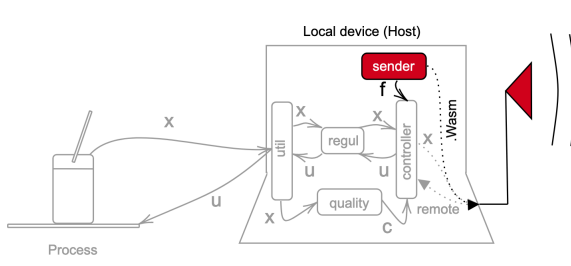 Local device (Host)
sender
f
x
x
x
x
.Wasm
util
regul
controller
u
u
u
quality
remote
x
c
Process